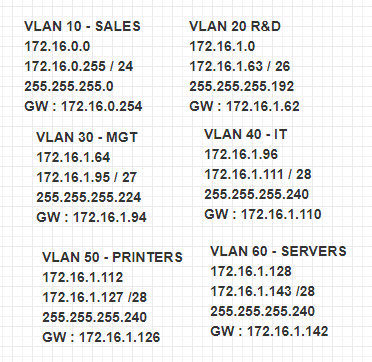 VLAN 10 - SALES
172.16.0.0
172.16.0.255 / 24
255.255.255.0
GW : 172.16.0.254
VLAN 20 R&D
172.16.1.0
172.16.1.63 / 26
255.255.255.192
GW : 172.16.1.62
VLAN 30 - MGT
172.16.1.64
172.16.1.95 / 27
255.255.255.224
GW : 172.16.1.94
VLAN 40 - IT
172.16.1.96
172.16.1.111 / 28
255.255.255.240
GW : 172.16.1.110
VLAN 50 - PRINTERS
172.16.1.112
172.16.1.127 /28
255.255.255.240
GW : 172.16.1.126
VLAN 60 - SERVERS
172.16.1.128
172.16.1.143 /28
255.255.255.240
GW : 172.16.1.142